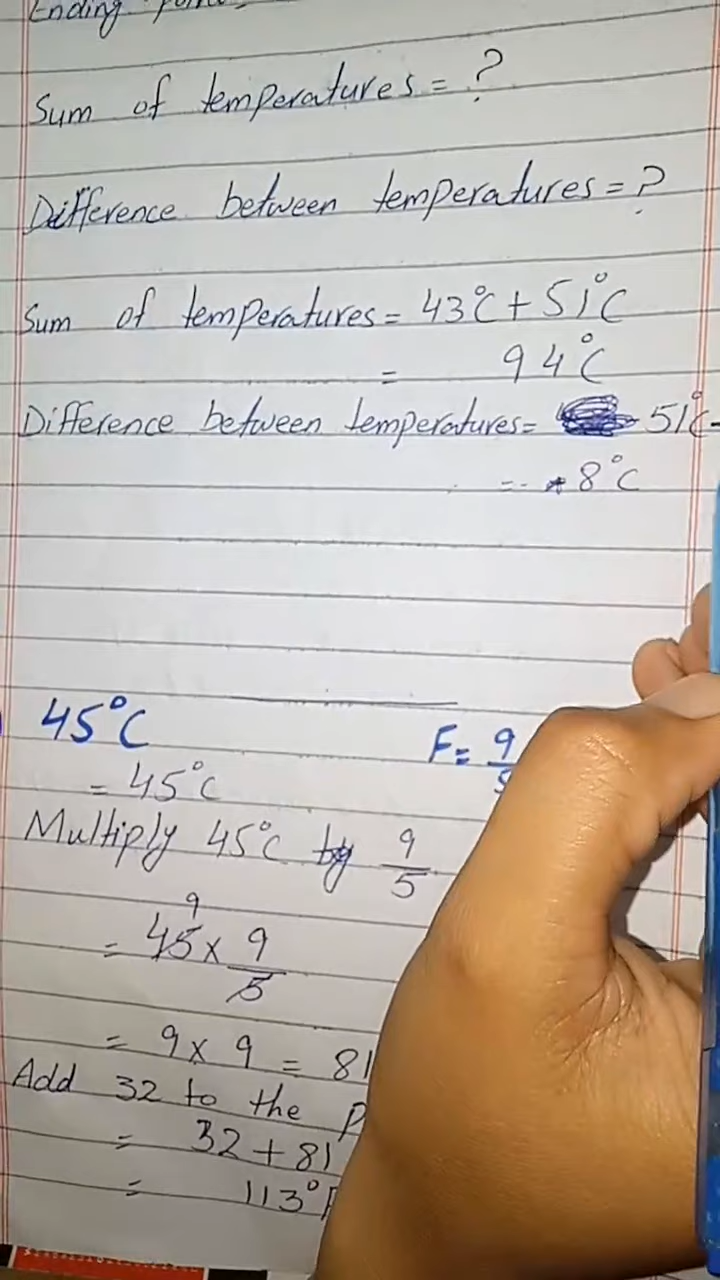 Ending
Sum of temperatures = ?
Difference between temperatures = ?
Sum of temperatures = 43°C + 51°C
= 94°C
Difference between temperatures = 51°C -
= 8°C
45°C
F = 9
= 45°C
Multiply 45°C by 9/5
9
= 45 x 9/5
= 9 x 9 = 81
Add 32 to the
= 32 + 81
= 113°